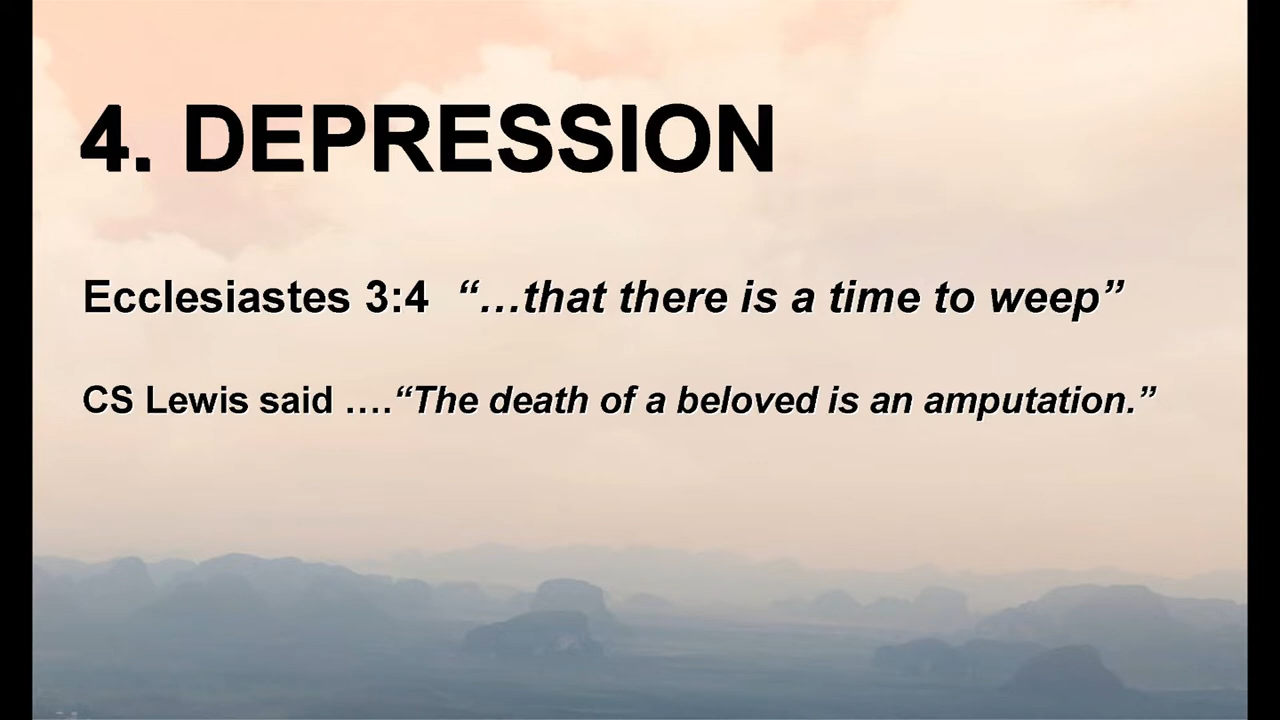 4. DEPRESSION
Ecclesiastes 3:4 “…that there is a time to weep”
CS Lewis said ….“The death of a beloved is an amputation.”